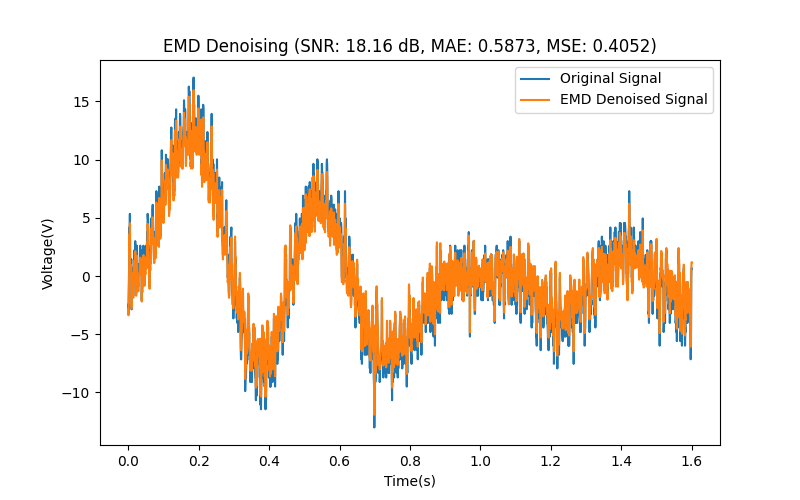 EMD Denoising (SNR: 18.16 dB, MAE: 0.5873, MSE: 0.4052)
Original Signal
EMD Denoised Signal
15
10
5
0
−5
−10
Voltage(V)
0.0 0.2 0.4 0.6 0.8 1.0 1.2 1.4 1.6
Time(s)